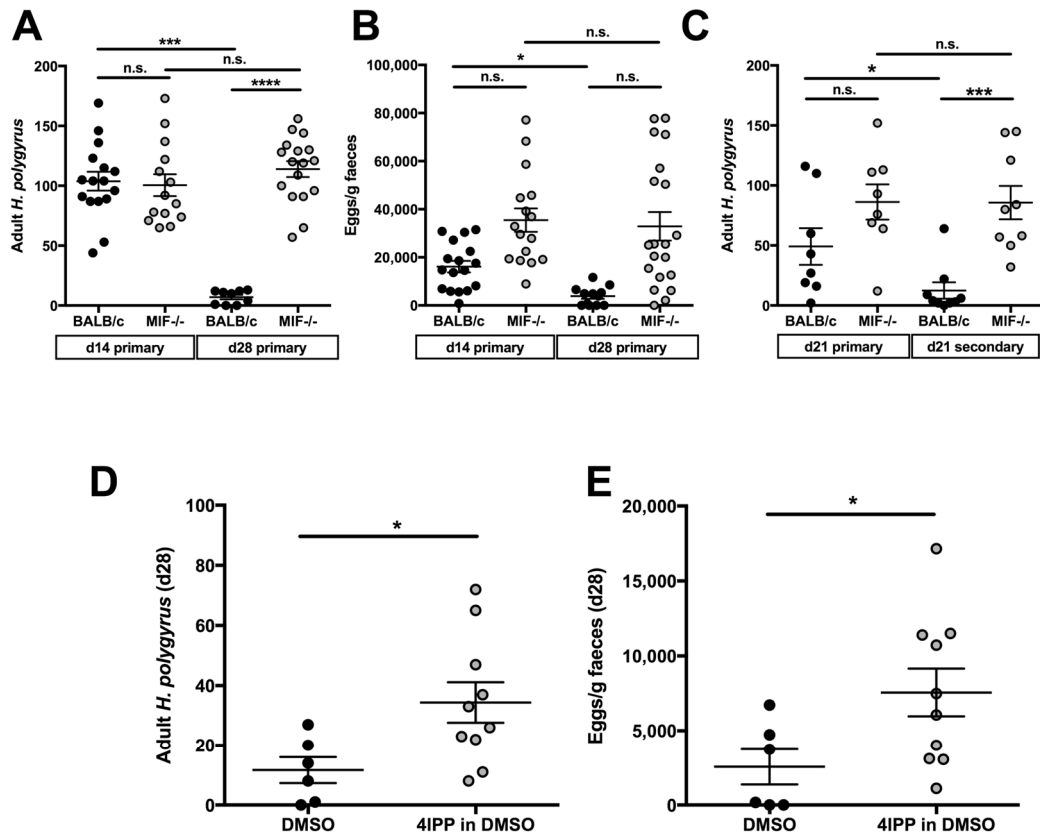 A
Adult H. polygyrus
200
150
100
50
0
***
n.s.
n.s.
****
BALB/c MIF-/- BALB/c MIF-/-
d14 primary d28 primary
B
Eggs/g faeces
100,000
80,000
60,000
40,000
20,000
0
n.s.
*
n.s.
n.s.
BALB/c MIF-/- BALB/c MIF-/-
d14 primary d28 primary
C
Adult H. polygyrus
200
150
100
50
0
n.s.
*
n.s.
***
BALB/c MIF-/- BALB/c MIF-/-
d21 primary d21 secondary
D
Adult H. polygyrus (d28)
100
80
60
40
20
0
*
DMSO 4IPP in DMSO
E
Eggs/g faeces (d28)
20,000
15,000
10,000
5,000
0
*
DMSO 4IPP in DMSO